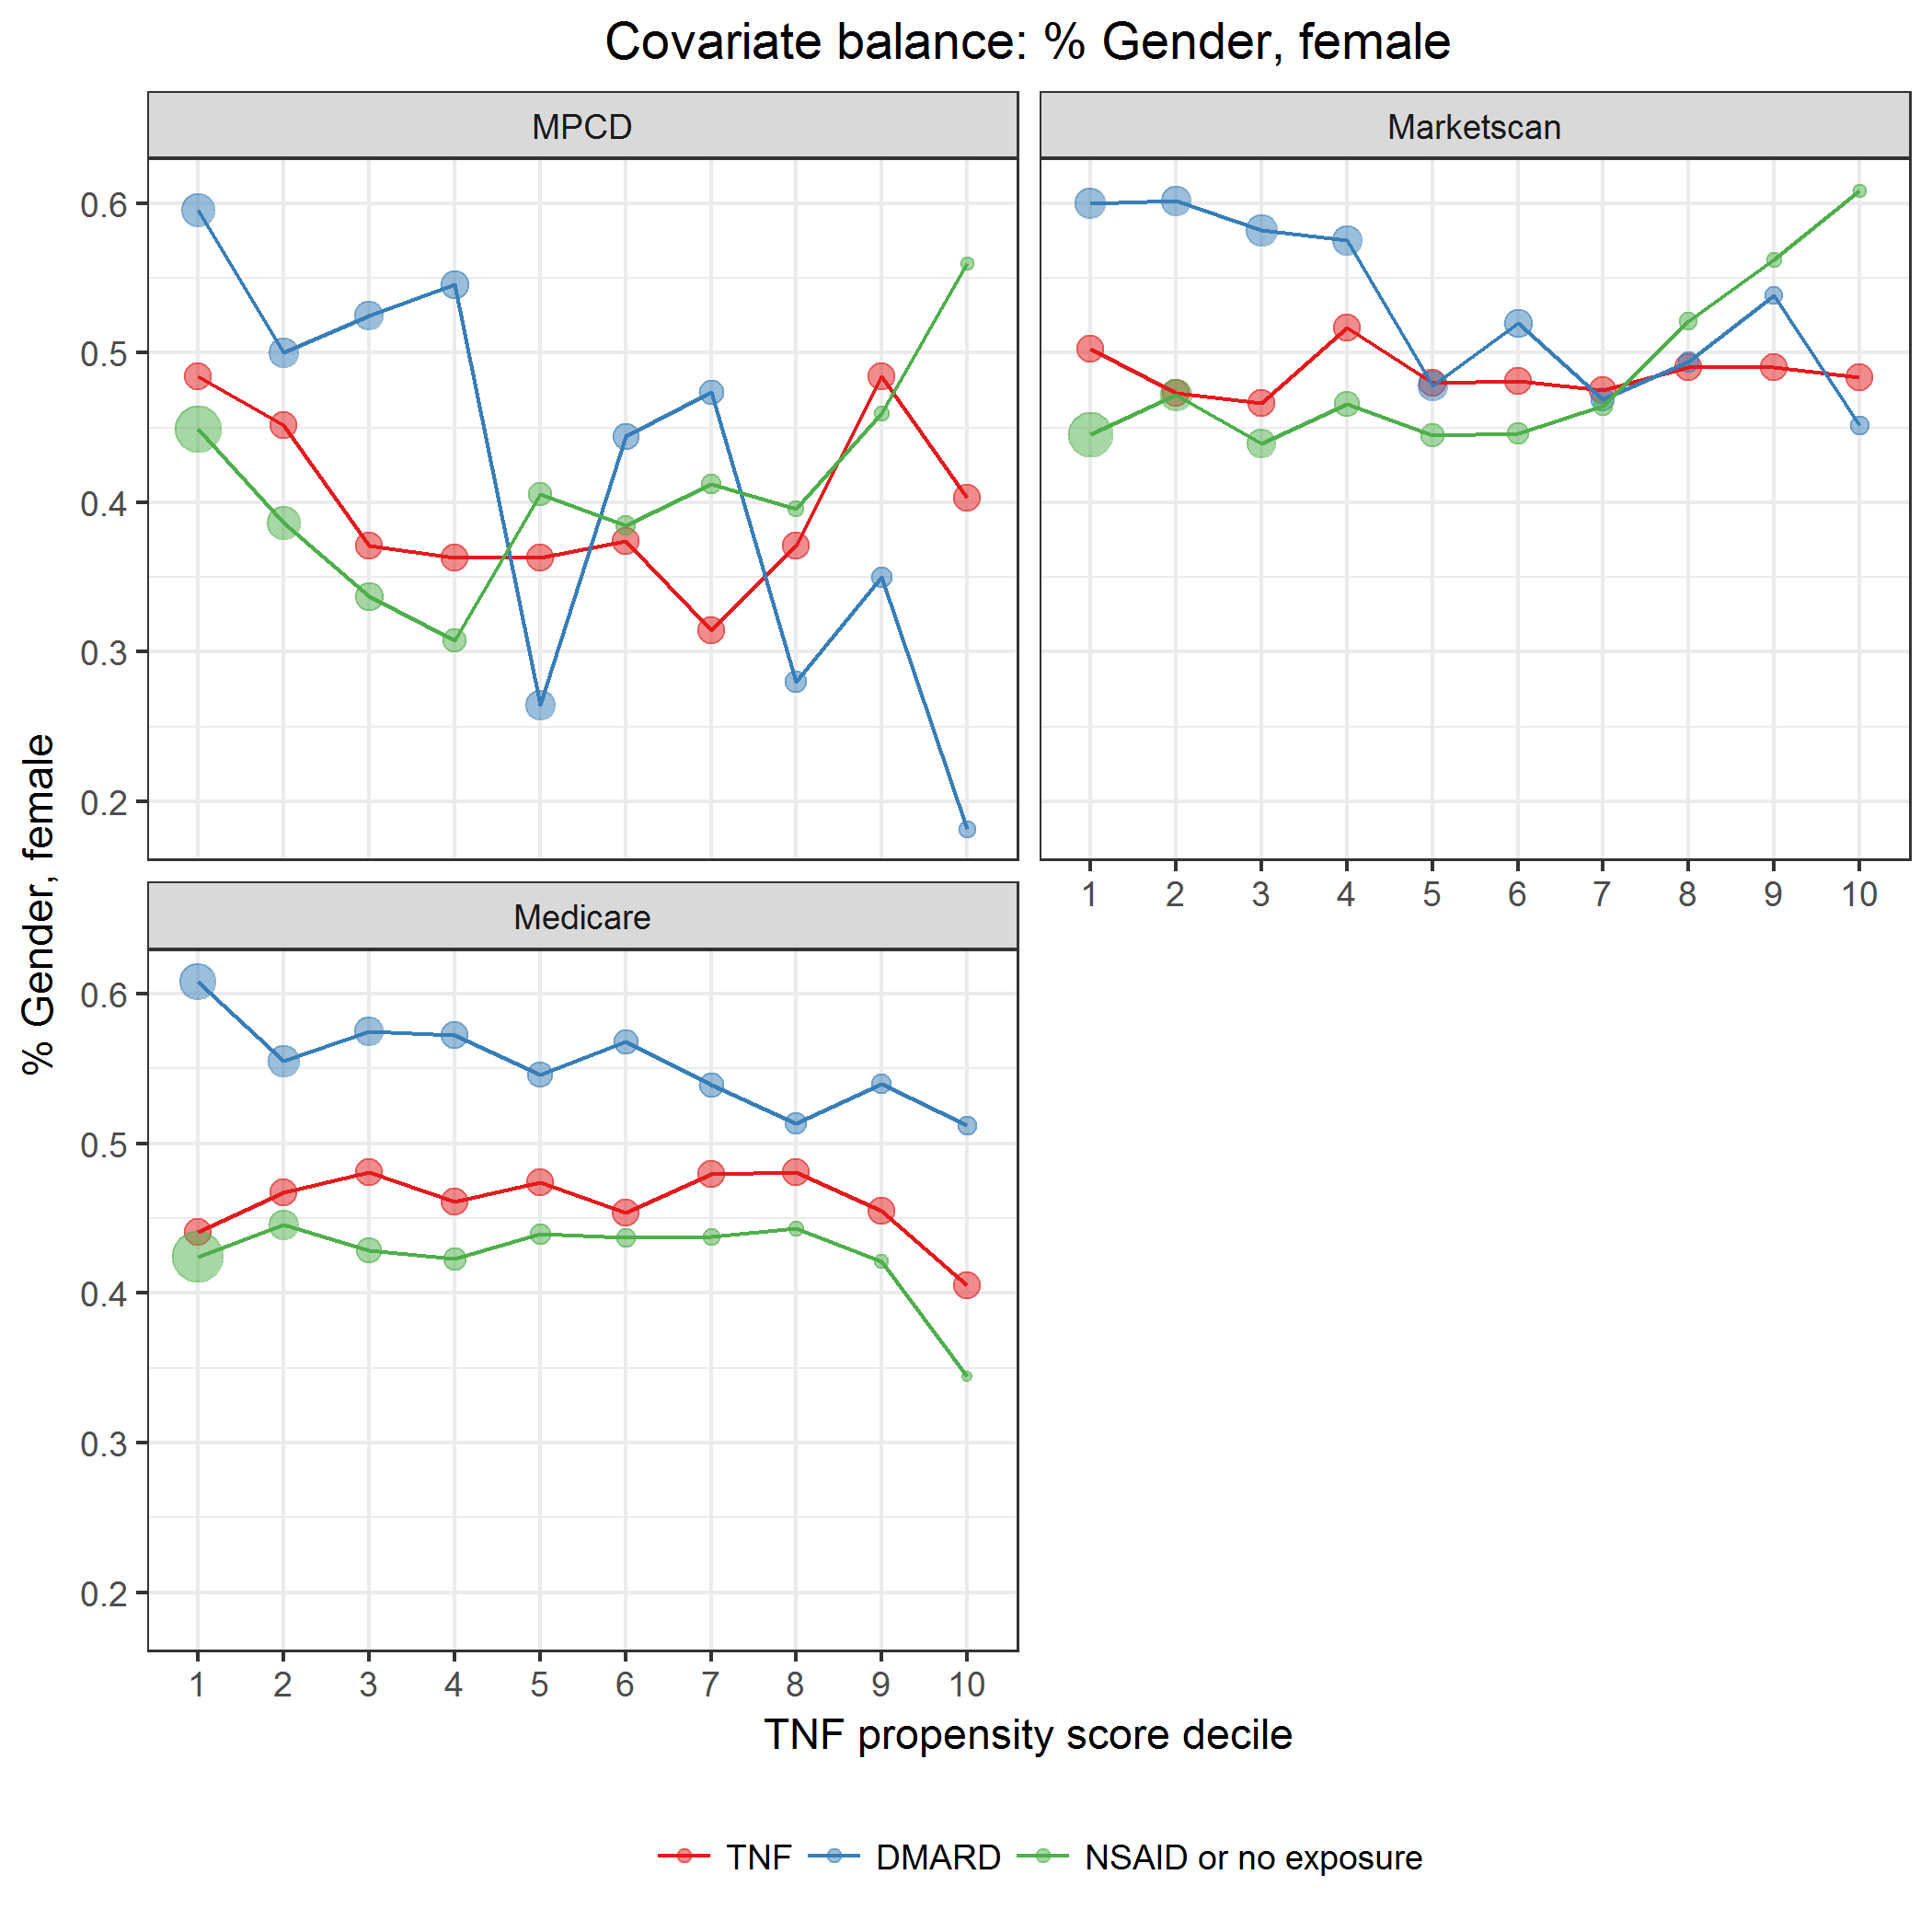 Covariate balance: % Gender, female
MPCD
Marketscan
0.6
0.5
0.4
0.3
0.2
1 2 3 4 5 6 7 8 9 10
Medicare
0.6
0.5
0.4
0.3
0.2
1 2 3 4 5 6 7 8 9 10
% Gender, female
TNF propensity score decile
TNF DMARD NSAID or no exposure